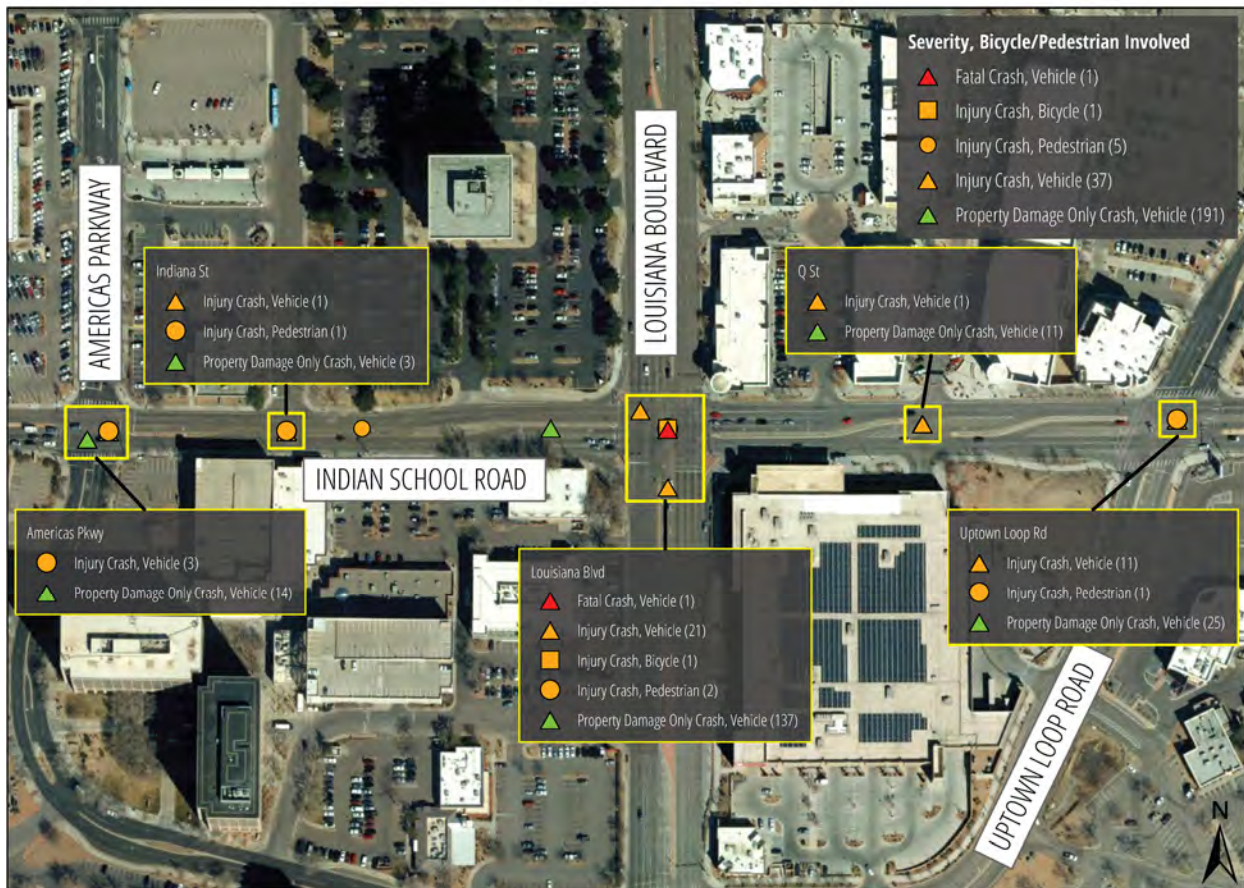 Severity, Bicycle/Pedestrian Involved
Fatal Crash, Vehicle (1)
Injury Crash, Bicycle (1)
Injury Crash, Pedestrian (5)
Injury Crash, Vehicle (37)
Property Damage Only Crash, Vehicle (191)
AMERICAS PARKWAY
Indiana St
Injury Crash, Vehicle (1)
Injury Crash, Pedestrian (1)
Property Damage Only Crash, Vehicle (3)
LOUISIANA BOULEVARD
Q St
Injury Crash, Vehicle (1)
Property Damage Only Crash, Vehicle (11)
INDIAN SCHOOL ROAD
Americas Pkwy
Injury Crash, Vehicle (3)
Property Damage Only Crash, Vehicle (14)
Louisiana Blvd
Fatal Crash, Vehicle (1)
Injury Crash, Vehicle (21)
Injury Crash, Bicycle (1)
Injury Crash, Pedestrian (2)
Property Damage Only Crash, Vehicle (137)
Uptown Loop Rd
Injury Crash, Vehicle (11)
Injury Crash, Pedestrian (1)
Property Damage Only Crash, Vehicle (25)
UPTOWN LOOP ROAD
N